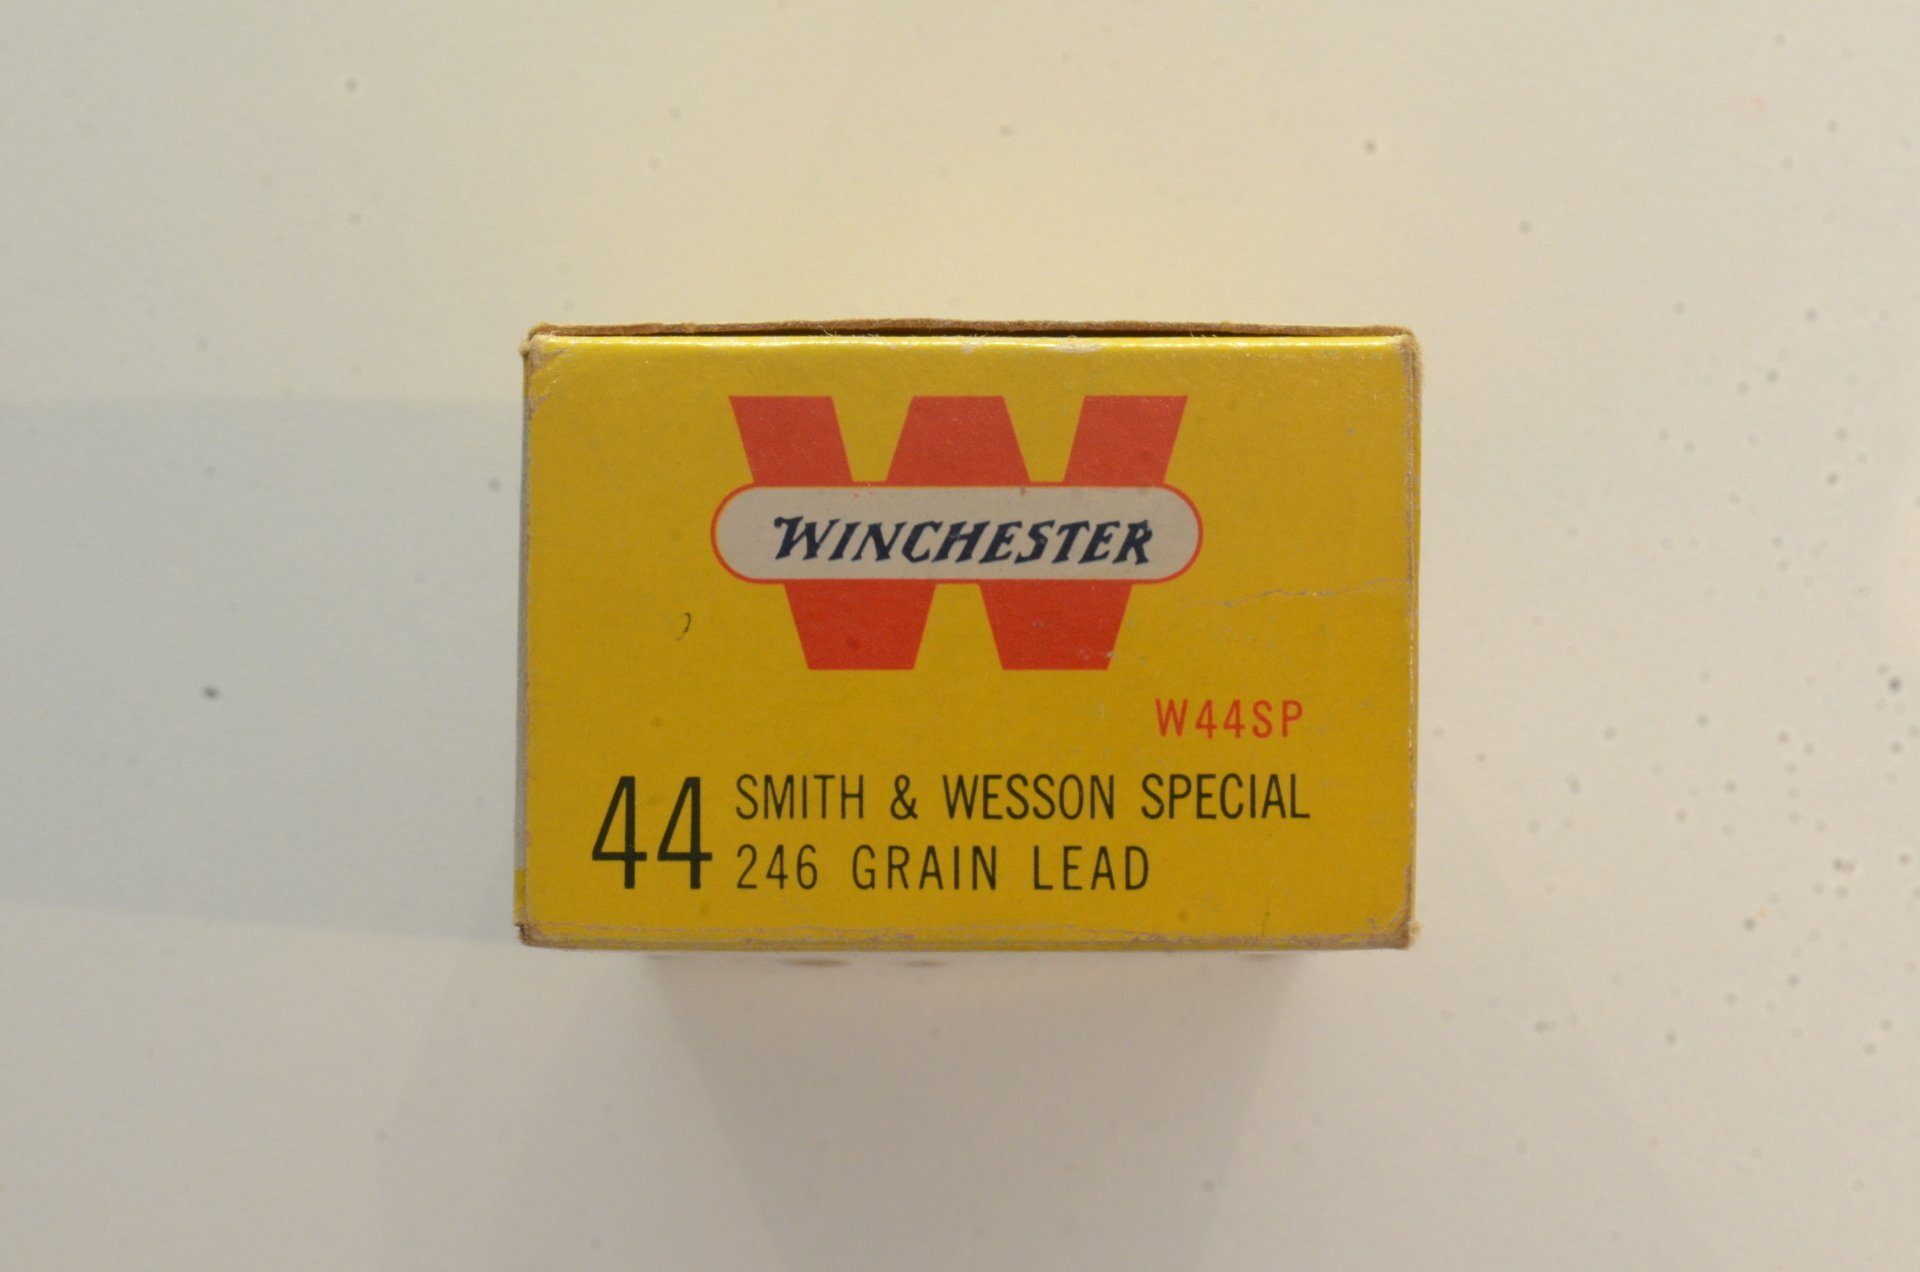 W
WINCHESTER
W44SP
44 SMITH & WESSON SPECIAL
246 GRAIN LEAD